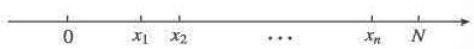 0 x₁ x₂ ... xₙ N